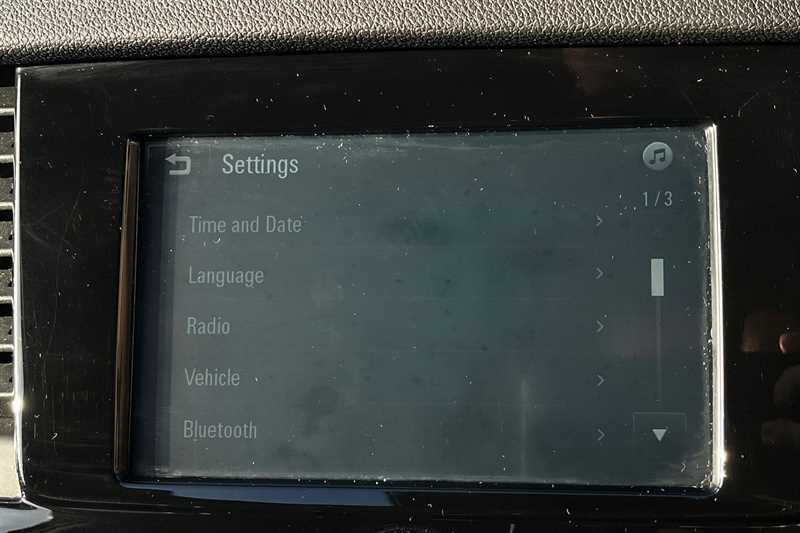 Settings
1/3
Time and Date
Language
Radio
Vehicle
Bluetooth